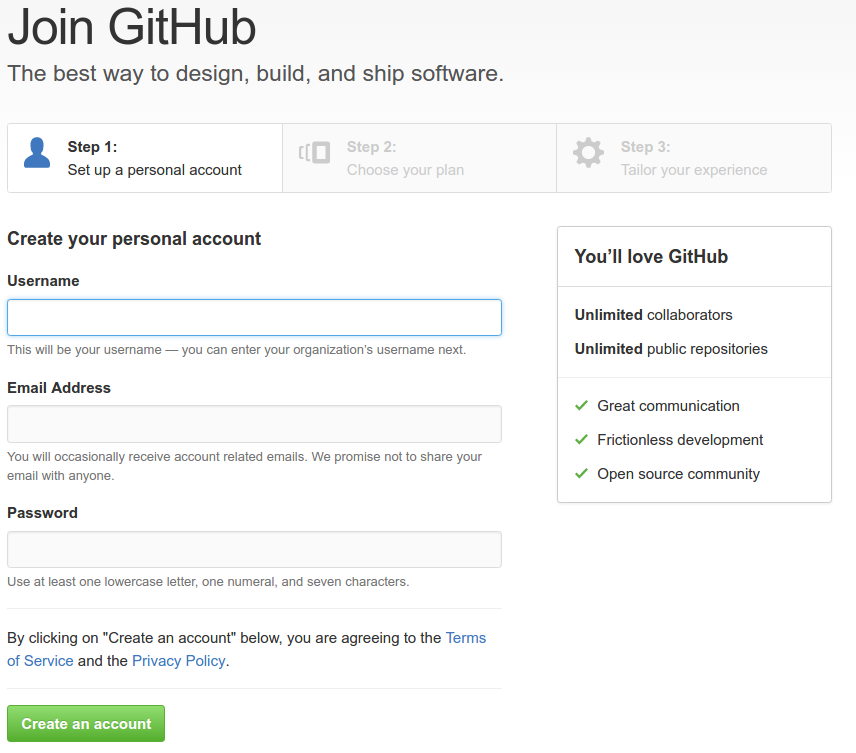 Join GitHub
The best way to design, build, and ship software.
Step 1:
Set up a personal account
Step 2:
Choose your plan
Step 3:
Tailor your experience
Create your personal account
Username
This will be your username — you can enter your organization's username next.
Email Address
You will occasionally receive account related emails. We promise not to share your
email with anyone.
Password
Use at least one lowercase letter, one numeral, and seven characters.
By clicking on "Create an account" below, you are agreeing to the Terms
of Service and the Privacy Policy.
Create an account
You’ll love GitHub
Unlimited collaborators
Unlimited public repositories
Great communication
Frictionless development
Open source community